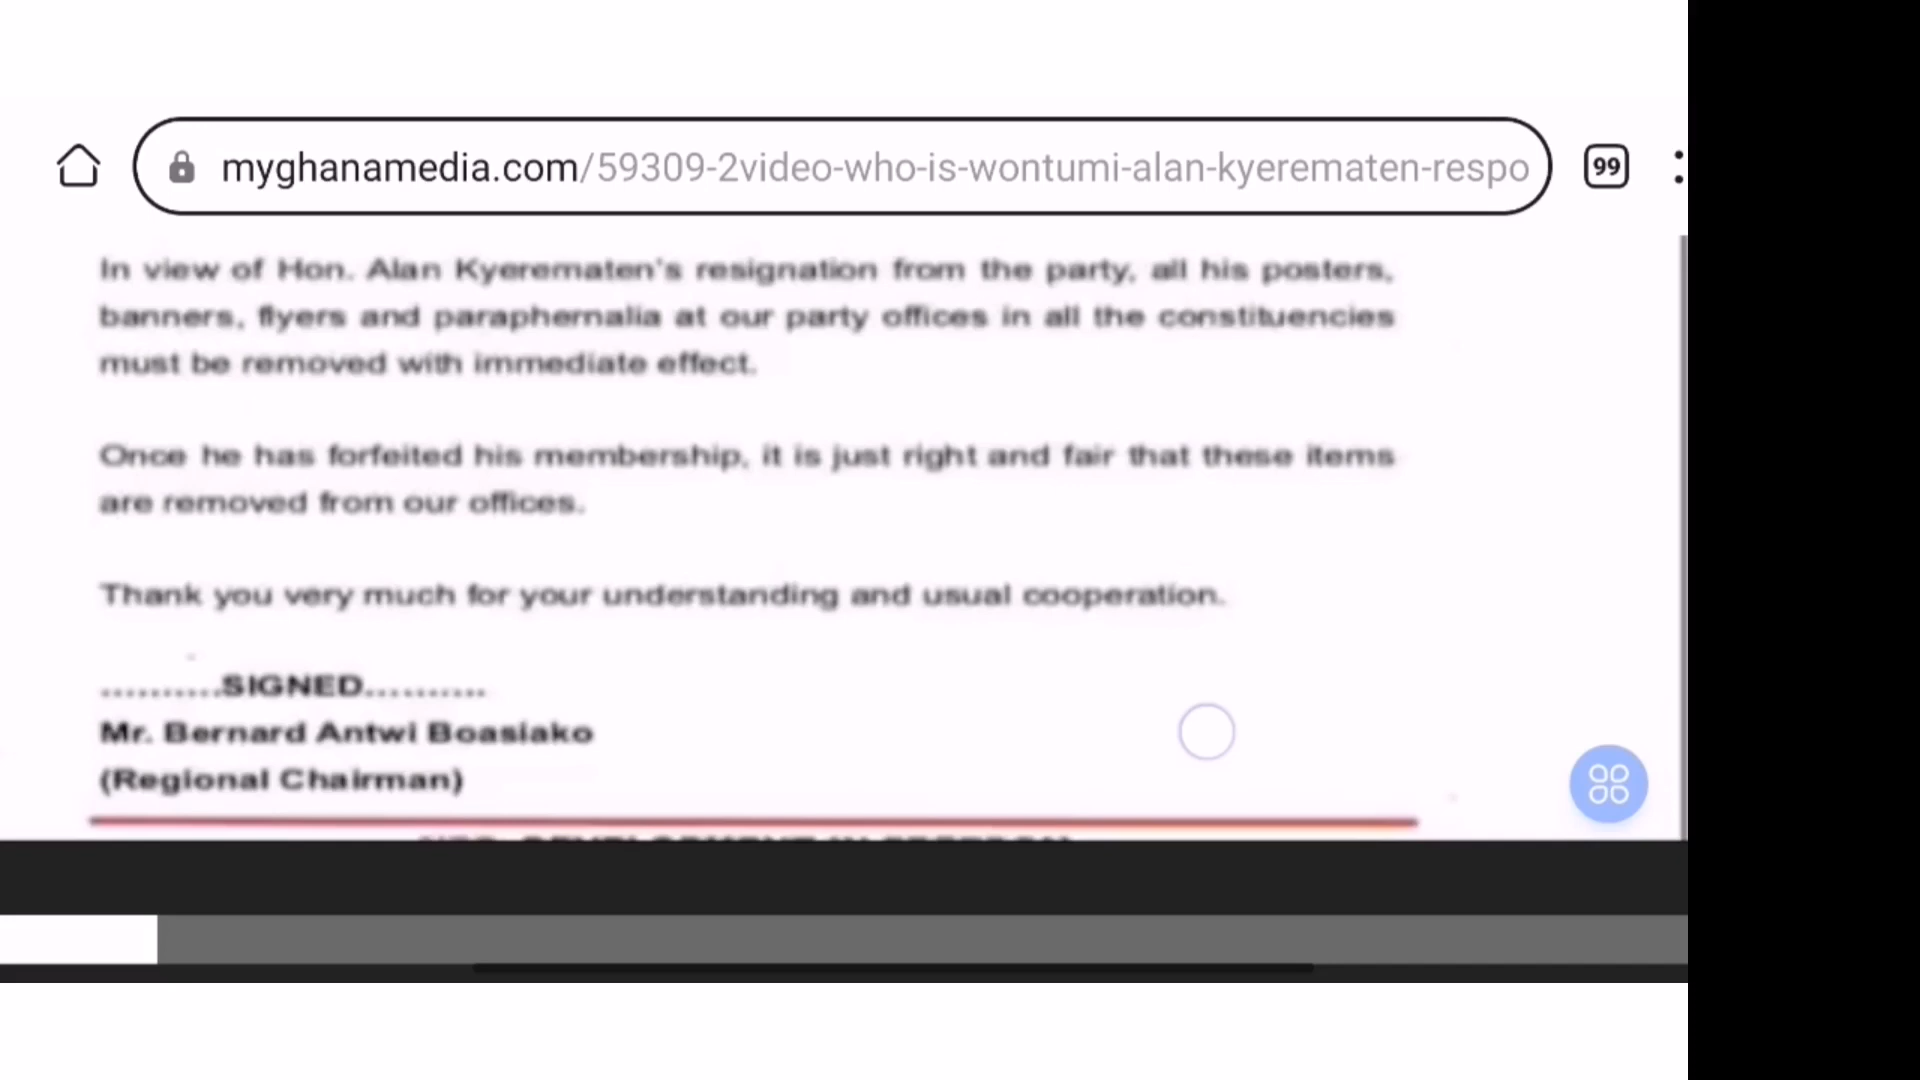 myghanamedia.com/59309-2video-who-is-wontumi-alan-kyerematen-respo
99
In view of Hon. Alan Kyerematen's resignation from the party, all his posters,
banners, flyers and paraphernalia at our party offices in all the constituencies
must be removed with immediate effect.
Once he has forfeited his membership, it is just right and fair that these items
are removed from our offices.
Thank you very much for your understanding and usual cooperation.
..........SIGNED..........
Mr. Bernard Antwi Boasiako
(Regional Chairman)